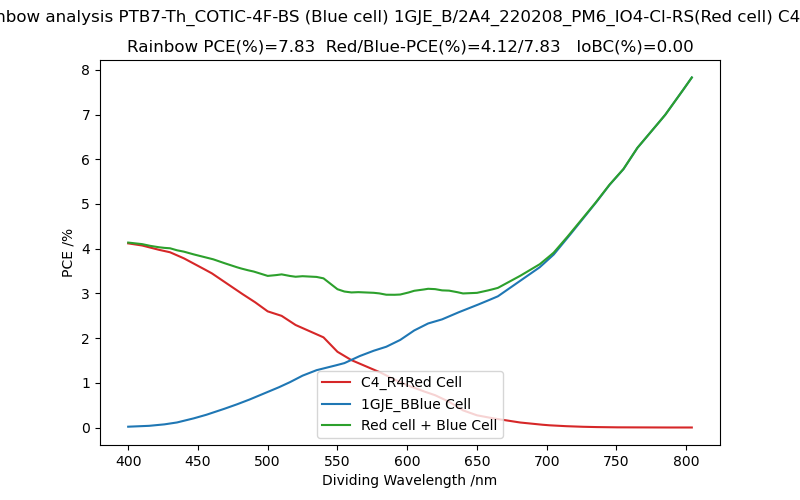 nbow analysis PTB7-Th_COTIC-4F-BS (Blue cell) 1GJE_B/2A4_220208_PM6_IO4-Cl-RS(Red cell) C4
Rainbow PCE(%)=7.83 Red/Blue-PCE(%)=4.12/7.83 IoBC(%)=0.00
8
7
6
5
4
3
2
1
0
PCE /%
C4_R4Red Cell
1GJE_BBlue Cell
Red cell + Blue Cell
400 450 500 550 600 650 700 750 800
Dividing Wavelength /nm